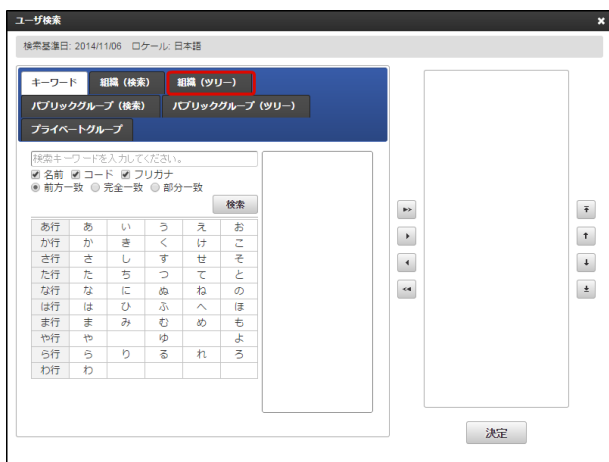 ユーザ検索
検索基準日: 2014/11/06 ロケール: 日本語
キーワード 組織（検索） 組織（ツリー）
パブリックグループ（検索） パブリックグループ（ツリー）
プライベートグループ
検索キーワードを入力してください。
名前 コード フリガナ
前方一致 完全一致 部分一致
検索
あ行 あ い う え お
か行 か き く け こ
さ行 さ し す せ そ
た行 た ち つ て と
な行 な に ぬ ね の
は行 は ひ ふ へ ほ
ま行 ま み む め も
や行 や ゆ よ
ら行 ら り る れ ろ
わ行 わ
決定